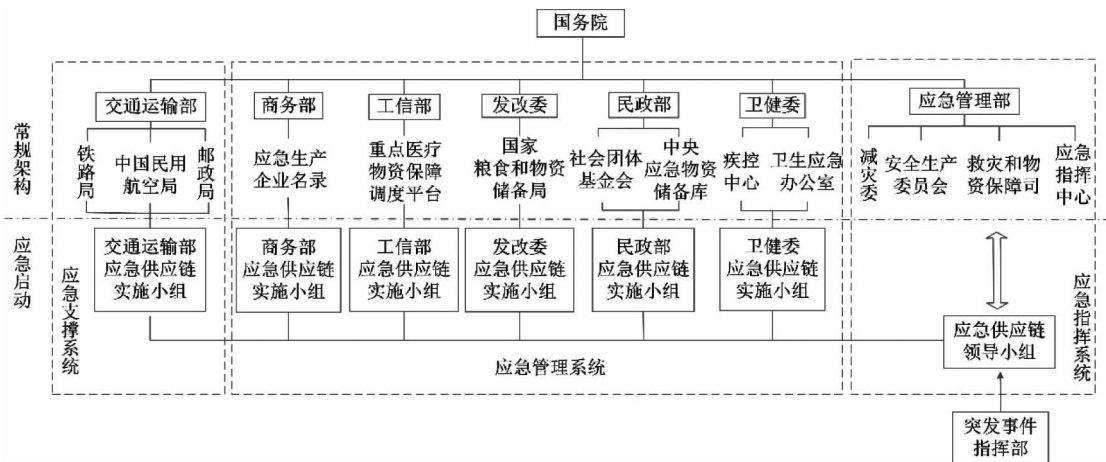 国务院
交通运输部
商务部
工信部
发改委
民政部
卫健委
应急管理部
常规架构
铁路局
中国民用
航空局
邮政局
应急生产
企业名录
重点医疗
物资保障
调度平台
国家
粮食和物资
储备局
社会团体
基金会
中央
应急物资
储备库
疾控
中心
卫生应急
办公室
减灾委
安全生产
委员会
救灾和物
资保障司
应急
指挥
中心
应急启动
应急支撑系统
交通运输部
应急供应链
实施小组
商务部
应急供应链
实施小组
工信部
应急供应链
实施小组
发改委
应急供应链
实施小组
民政部
应急供应链
实施小组
卫健委
应急供应链
实施小组
应急供应链
领导小组
应急指挥系统
应急管理系统
突发事件
指挥部